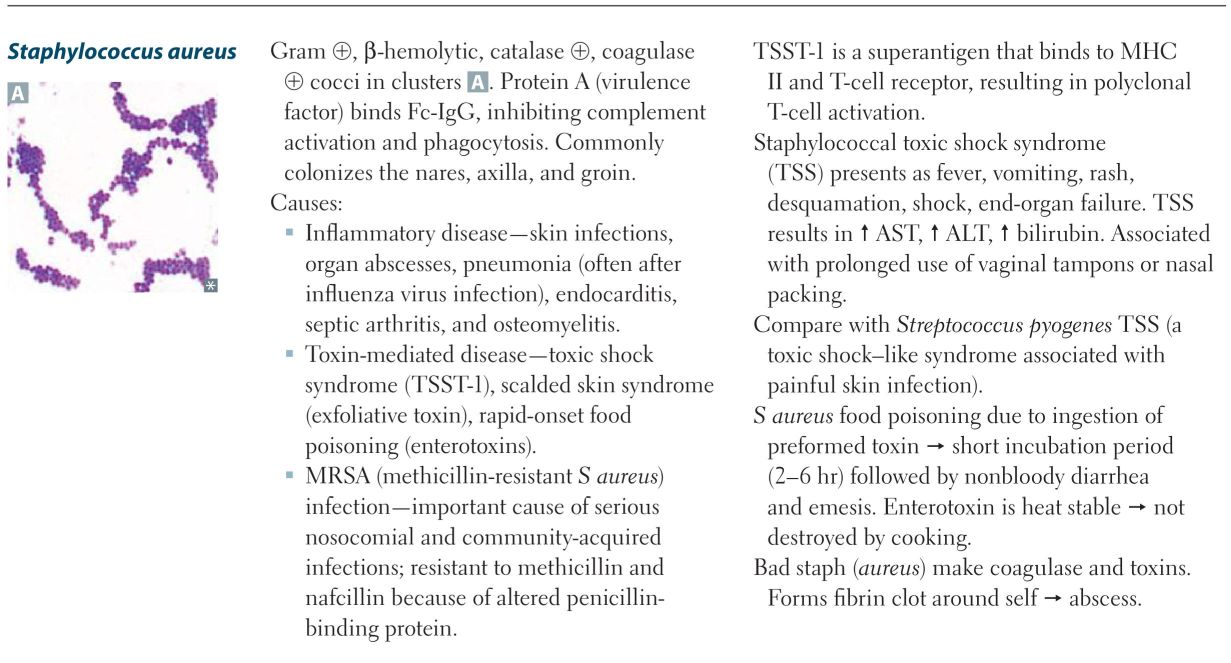 Staphylococcus aureus
A
*
Gram ⊕, β-hemolytic, catalase ⊕, coagulase
⊕ cocci in clusters A. Protein A (virulence
factor) binds Fc-IgG, inhibiting complement
activation and phagocytosis. Commonly
colonizes the nares, axilla, and groin.
Causes:
▪ Inflammatory disease—skin infections,
organ abscesses, pneumonia (often after
influenza virus infection), endocarditis,
septic arthritis, and osteomyelitis.
▪ Toxin-mediated disease—toxic shock
syndrome (TSST-1), scalded skin syndrome
(exfoliative toxin), rapid-onset food
poisoning (enterotoxins).
▪ MRSA (methicillin-resistant S aureus)
infection—important cause of serious
nosocomial and community-acquired
infections; resistant to methicillin and
nafcillin because of altered penicillin-
binding protein.
TSST-1 is a superantigen that binds to MHC
II and T-cell receptor, resulting in polyclonal
T-cell activation.
Staphylococcal toxic shock syndrome
(TSS) presents as fever, vomiting, rash,
desquamation, shock, end-organ failure. TSS
results in ↑ AST, ↑ ALT, ↑ bilirubin. Associated
with prolonged use of vaginal tampons or nasal
packing.
Compare with Streptococcus pyogenes TSS (a
toxic shock–like syndrome associated with
painful skin infection).
S aureus food poisoning due to ingestion of
preformed toxin → short incubation period
(2–6 hr) followed by nonbloody diarrhea
and emesis. Enterotoxin is heat stable → not
destroyed by cooking.
Bad staph (aureus) make coagulase and toxins.
Forms fibrin clot around self → abscess.